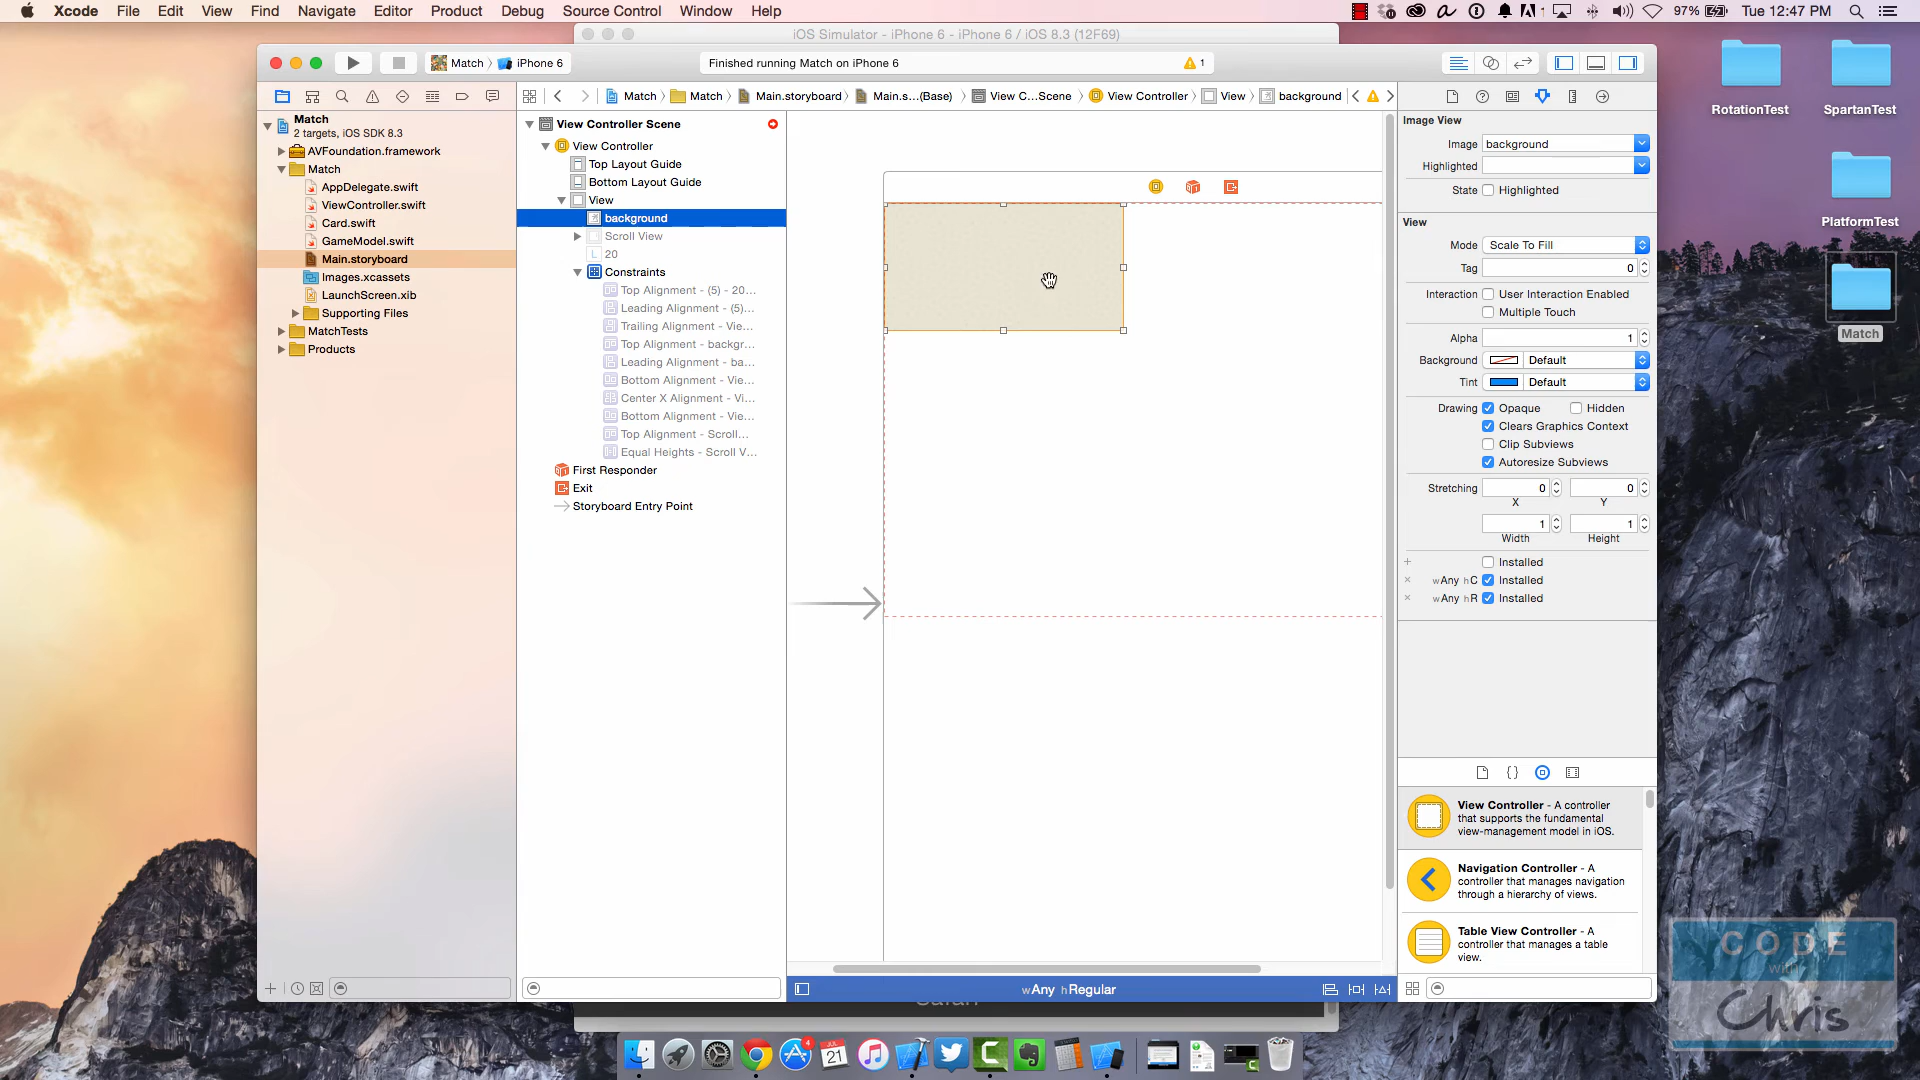 Xcode File Edit View Find Navigate Editor Product Debug Source Control Window Help 97% Tue 12:47 PM
iOS Simulator - iPhone 6 - iPhone 6 / iOS 8.3 (12F69)
Match iPhone 6 Finished running Match on iPhone 6 1
Match Match Main.storyboard Main.s...(Base) View C...Scene View Controller View background
Match
2 targets, iOS SDK 8.3
AVFoundation.framework
Match
AppDelegate.swift
ViewController.swift
Card.swift
GameModel.swift
Main.storyboard
Images.xcassets
LaunchScreen.xib
Supporting Files
MatchTests
Products
View Controller Scene
View Controller
Top Layout Guide
Bottom Layout Guide
View
background
Scroll View
L 20
Constraints
Top Alignment - (5) - 20...
Leading Alignment - (5)...
Trailing Alignment - Vie...
Top Alignment - backgr...
Leading Alignment - ba...
Bottom Alignment - Vie...
Center X Alignment - Vi...
Bottom Alignment - Vie...
Top Alignment - Scroll...
Equal Heights - Scroll V...
First Responder
Exit
Storyboard Entry Point
wAny hRegular
Image View
Image background
Highlighted
State Highlighted
View
Mode Scale To Fill
Tag 0
Interaction User Interaction Enabled
Multiple Touch
Alpha 1
Background Default
Tint Default
Drawing Opaque Hidden
Clears Graphics Context
Clip Subviews
Autoresize Subviews
Stretching 0 0
X Y
1 1
Width Height
Installed
wAny hC Installed
wAny hR Installed
View Controller - A controller
that supports the fundamental
view-management model in iOS.
Navigation Controller - A
controller that manages navigation
through a hierarchy of views.
Table View Controller - A
controller that manages a table
view.
RotationTest
SpartanTest
PlatformTest
Match
Safari
JUL
21
4
CODE
with
Chris